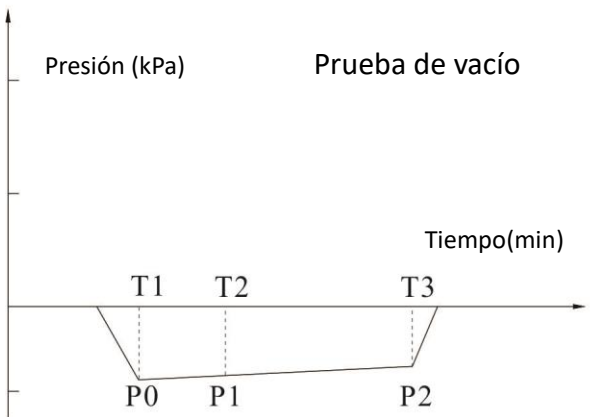 Presión (kPa)
Prueba de vacío
Tiempo(min)
T1
T2
T3
P0
P1
P2